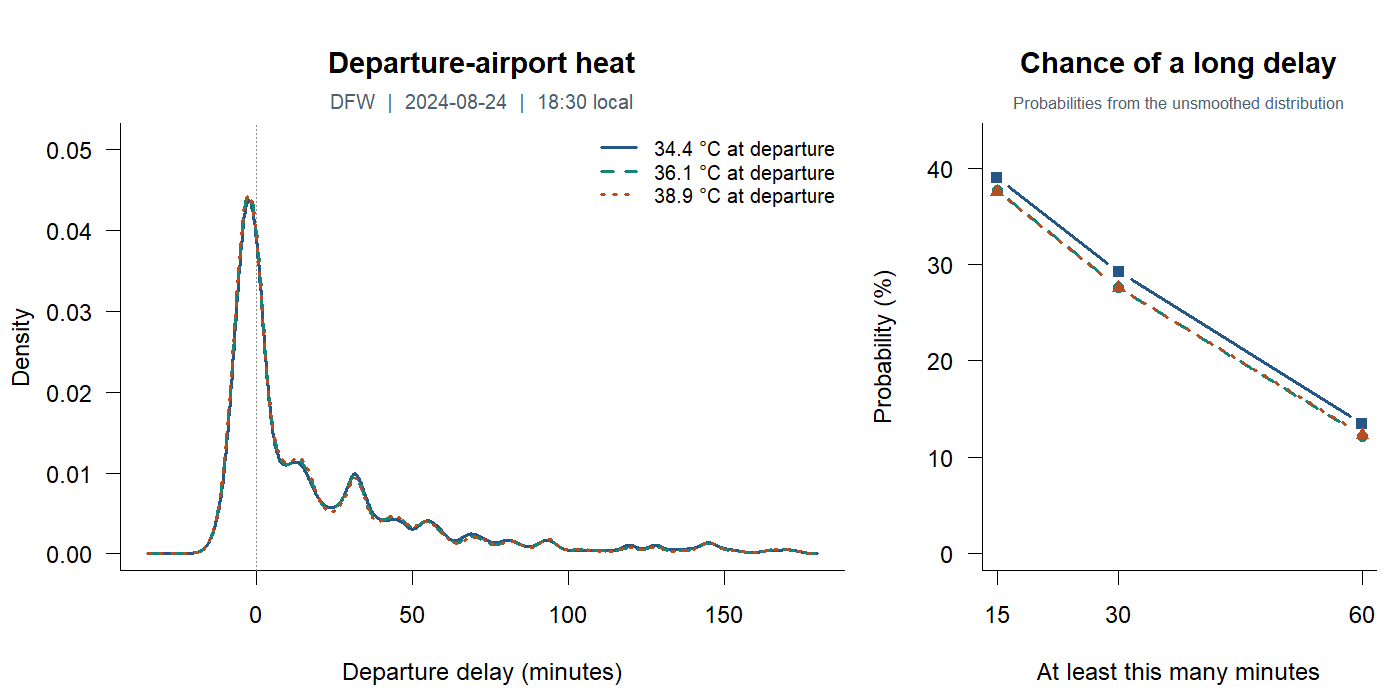 Departure-airport heat
DFW | 2024-08-24 | 18:30 local
34.4 °C at departure
36.1 °C at departure
38.9 °C at departure
Density
0.05
0.04
0.03
0.02
0.01
0.00
0
50
100
150
Departure delay (minutes)
Chance of a long delay
Probabilities from the unsmoothed distribution
Probability (%)
40
30
20
10
0
15
30
60
At least this many minutes